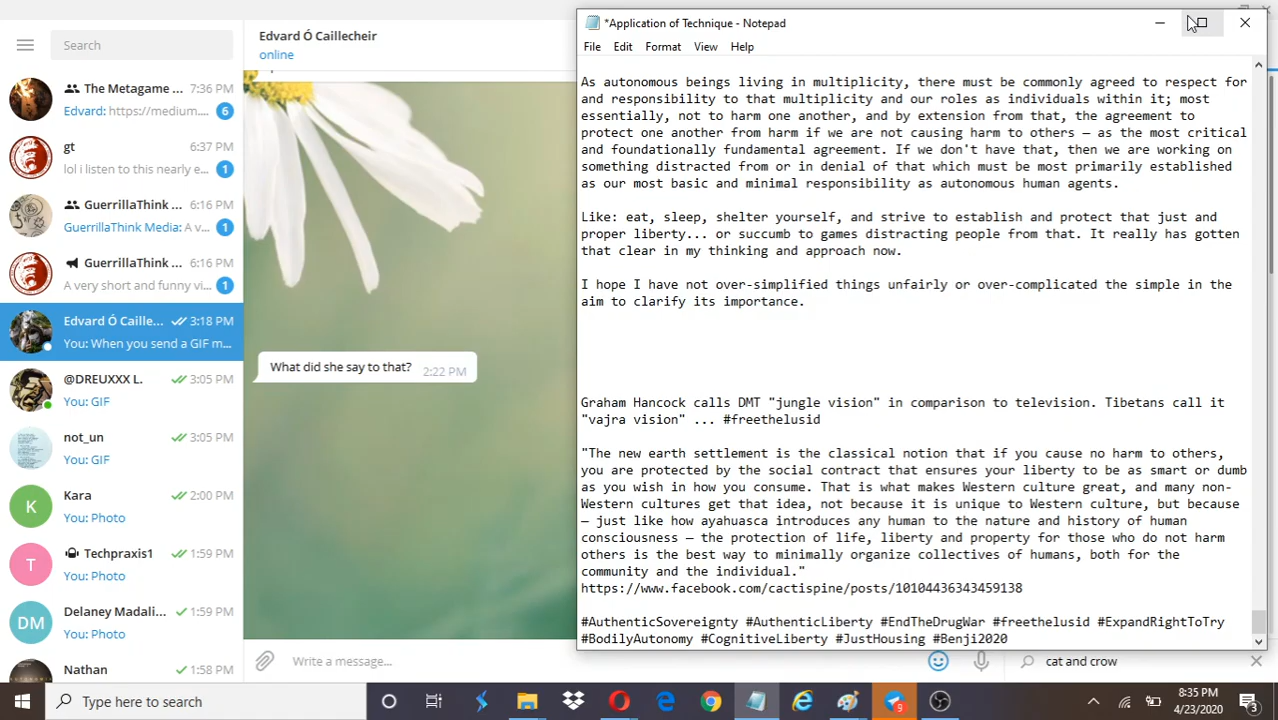 Search
The Metagame ... 7:36 PM
Edvard: https://medium.... 6
gt 6:37 PM
lol i listen to this nearly e... 1
GuerrillaThink ... 6:16 PM
GuerrillaThink Media: A v... 1
GuerrillaThink ... 6:16 PM
A very short and funny vi... 1
Edvard Ó Caille... 3:18 PM
You: When you send a GIF m...
@DREUXXX L. 3:05 PM
You: GIF
not_un 3:05 PM
You: GIF
K
Kara 2:00 PM
You: Photo
T
Techpraxis1 1:59 PM
You: Photo
DM
Delaney Madali... 1:59 PM
You: Photo
Nathan 1:58 PM
Edvard Ó Caillecheir
online
What did she say to that? 2:22 PM
Write a message...
*Application of Technique - Notepad
File Edit Format View Help
As autonomous beings living in multiplicity, there must be commonly agreed to respect for
and responsibility to that multiplicity and our roles as individuals within it; most
essentially, not to harm one another, and by extension from that, the agreement to
protect one another from harm if we are not causing harm to others — as the most critical
and foundationally fundamental agreement. If we don't have that, then we are working on
something distracted from or in denial of that which must be most primarily established
as our most basic and minimal responsibility as autonomous human agents.
Like: eat, sleep, shelter yourself, and strive to establish and protect that just and
proper liberty... or succumb to games distracting people from that. It really has gotten
that clear in my thinking and approach now.
I hope I have not over-simplified things unfairly or over-complicated the simple in the
aim to clarify its importance.
Graham Hancock calls DMT "jungle vision" in comparison to television. Tibetans call it
"vajra vision" ... #freethelusid
"The new earth settlement is the classical notion that if you cause no harm to others,
you are protected by the social contract that ensures your liberty to be as smart or dumb
as you wish in how you consume. That is what makes Western culture great, and many non-
Western cultures get that idea, not because it is unique to Western culture, but because
— just like how ayahuasca introduces any human to the nature and history of human
consciousness — the protection of life, liberty and property for those who do not harm
others is the best way to minimally organize collectives of humans, both for the
community and the individual."
https://www.facebook.com/cactispine/posts/10104436343459138
#AuthenticSovereignty #AuthenticLiberty #EndTheDrugWar #freethelusid #ExpandRightToTry
#BodilyAutonomy #CognitiveLiberty #JustHousing #Benji2020
cat and crow
Type here to search
9
8:35 PM
4/23/2020
3